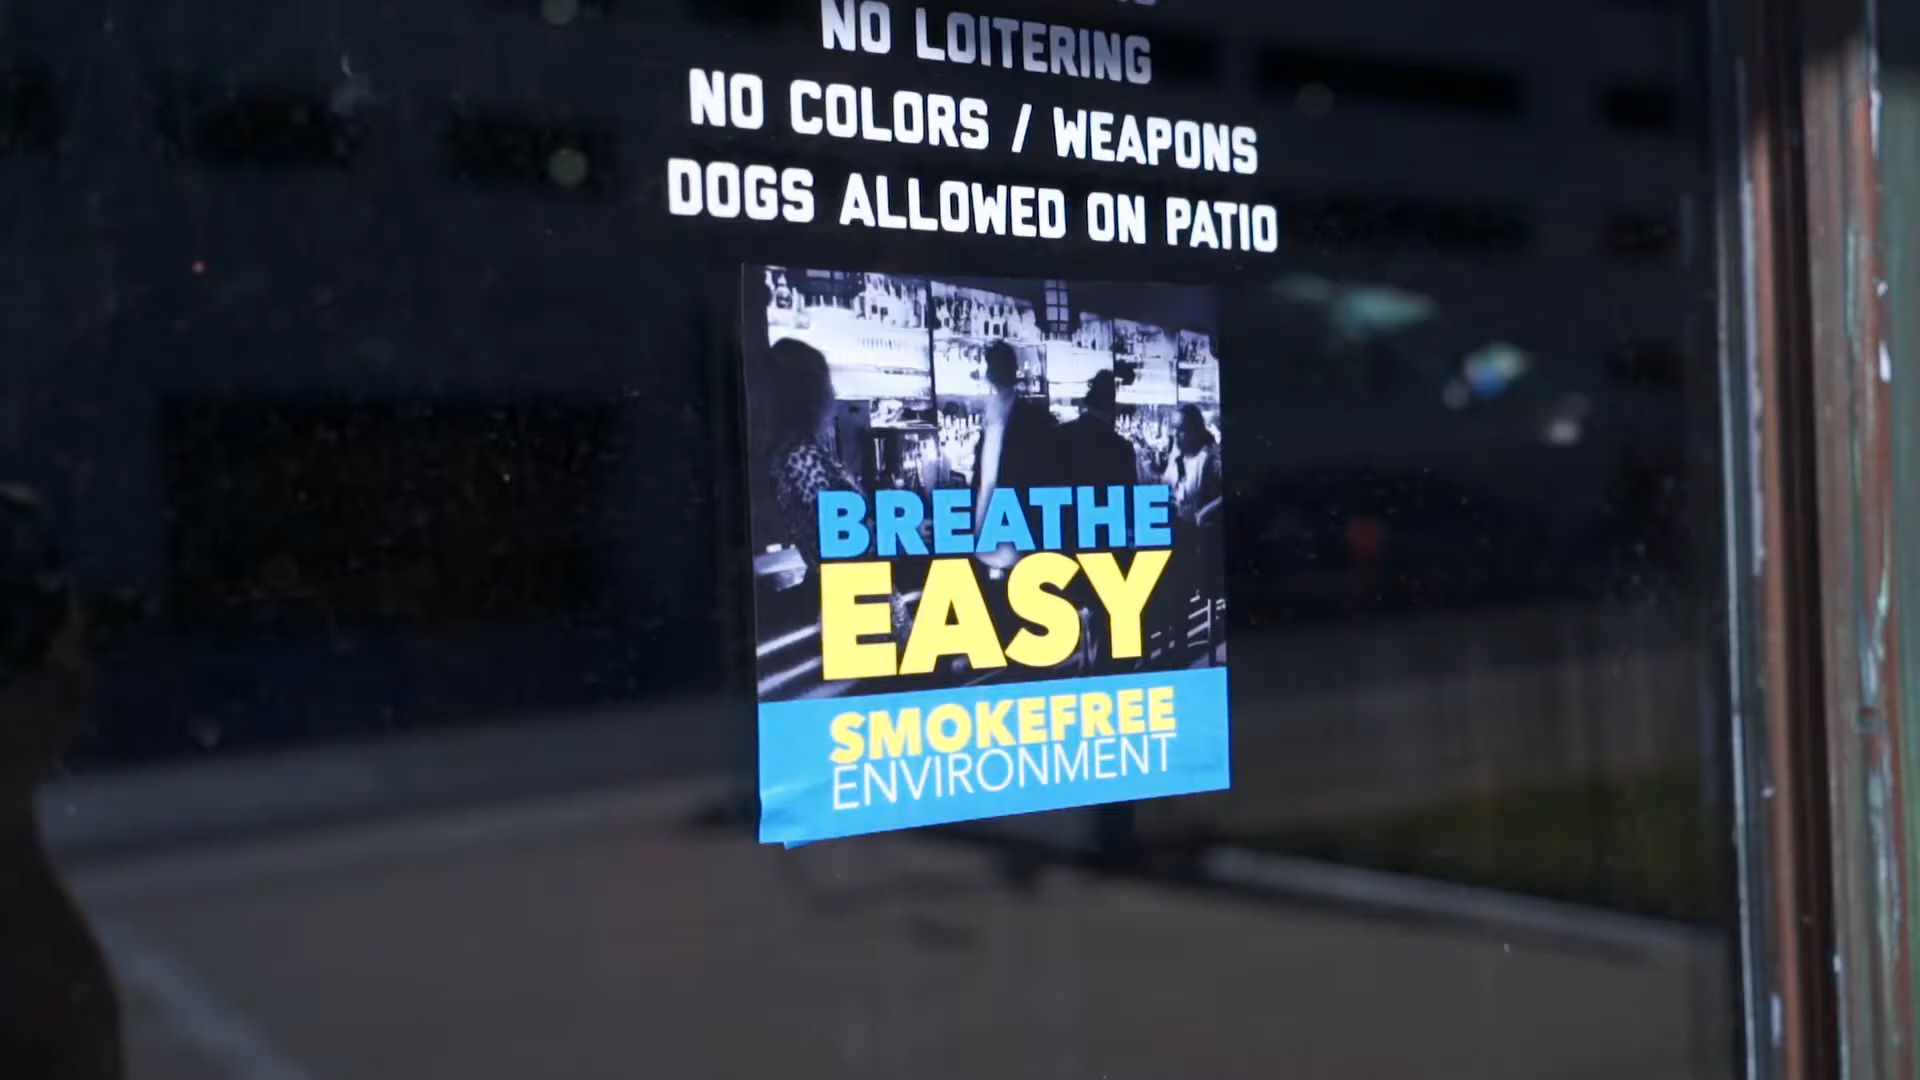 NO LOITERING
NO COLORS / WEAPONS
DOGS ALLOWED ON PATIO
BREATHE
EASY
SMOKEFREE
ENVIRONMENT